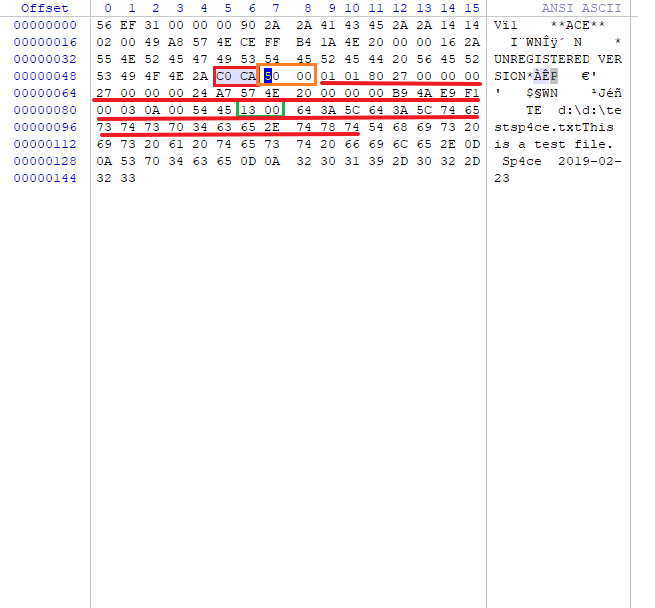 Offset 0 1 2 3 4 5 6 7 8 9 10 11 12 13 14 15 ANSI ASCII
00000000 56 EF 31 00 00 00 90 2A 2A 41 43 45 2A 2A 14 14 Vï1 **ACE**
00000016 02 00 49 A8 57 4E CE FF B4 1A 4E 20 00 00 16 2A I¨WNÎÿ´ N *
00000032 55 4E 52 45 47 49 53 54 45 52 45 44 20 56 45 52 UNREGISTERED VER
00000048 53 49 4F 4E 2A C0 CA 50 00 01 01 80 27 00 00 00 SION*ÀÊP €'
00000064 27 00 00 00 24 A7 57 4E 20 00 00 00 B9 4A E9 F1 ' $§WN ¹Jéñ
00000080 00 03 0A 00 54 45 13 00 64 3A 5C 64 3A 5C 74 65 TE d:\d:\te
00000096 73 74 73 70 34 63 65 2E 74 78 74 54 68 69 73 20 stsp4ce.txtThis
00000112 69 73 20 61 20 74 65 73 74 20 66 69 6C 65 2E 0D is a test file.
00000128 0A 53 70 34 63 65 0D 0A 32 30 31 39 2D 30 32 2D Sp4ce 2019-02-
00000144 32 33 23